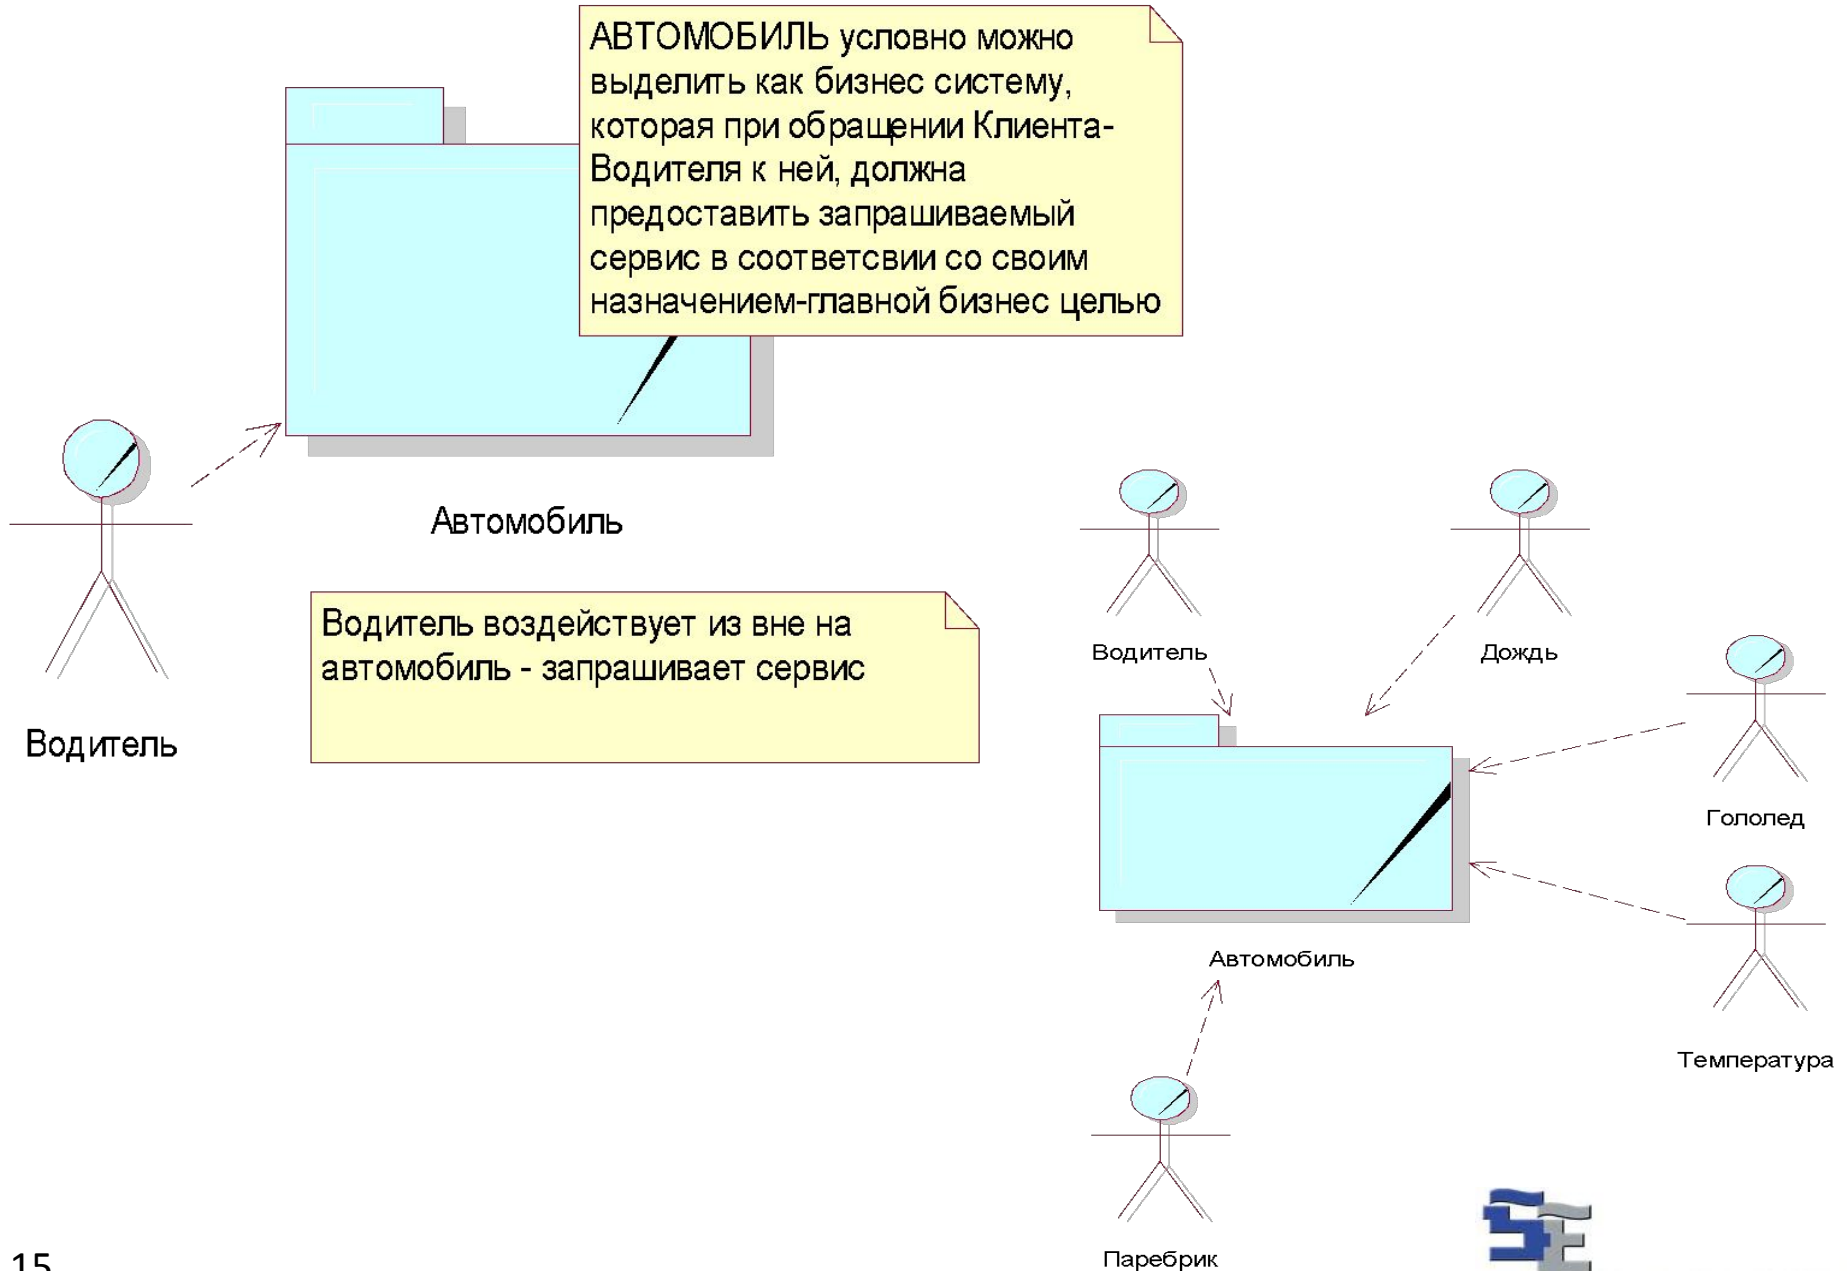 АВТОМОБИЛЬ условно можно
выделить как бизнес систему,
которая при обращении Клиента-
Водителя к ней, должна
предоставить запрашиваемый
сервис в соответсвии со своим
назначением-главной бизнес целью
Автомобиль
Водитель воздействует из вне на
автомобиль - запрашивает сервис
Водитель
Водитель
Дождь
Гололед
Автомобиль
Температура
Паребрик
15